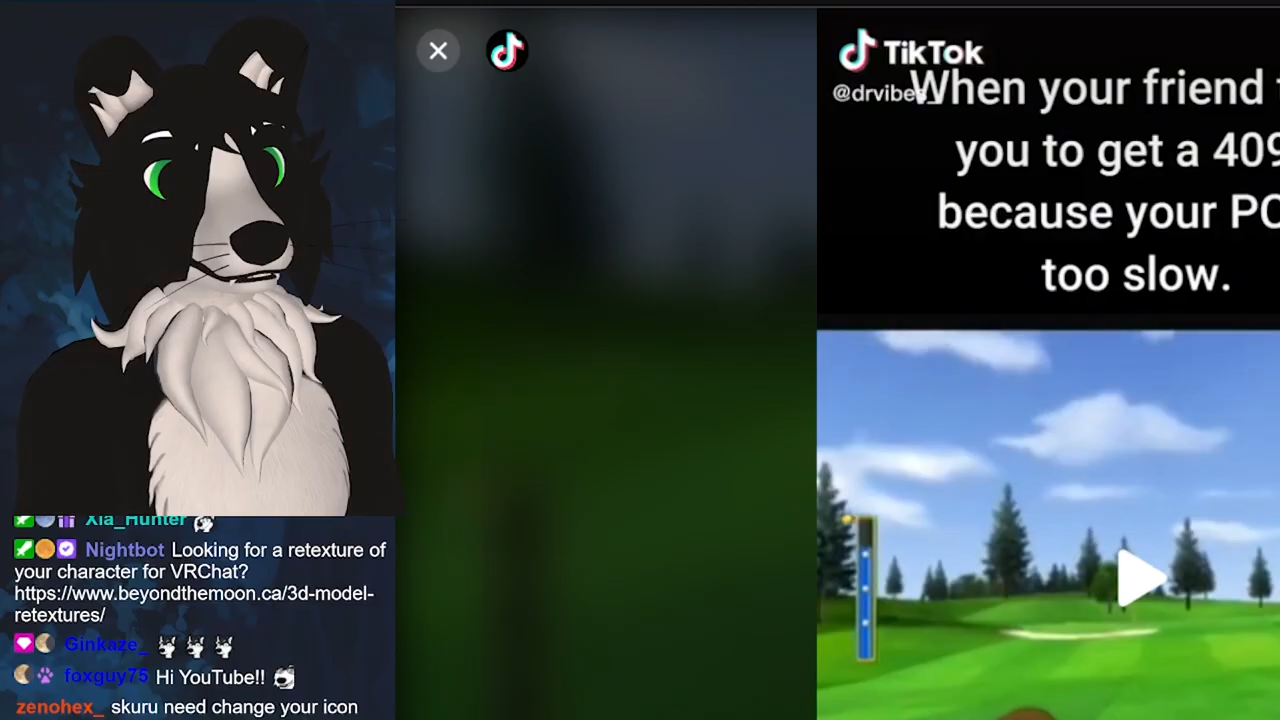 TikTok
@drvibes_
When your friend
you to get a 409
because your PC
too slow.
Xia_Hunter
Nightbot Looking for a retexture of
your character for VRChat?
https://www.beyondthemoon.ca/3d-model-
retextures/
Ginkaze_
foxguy75 Hi YouTube!!
zenohex_ skuru need change your icon